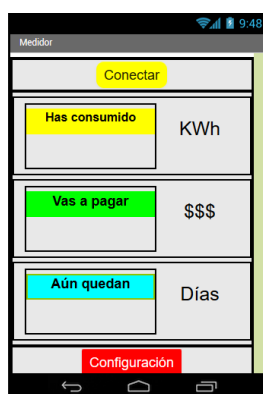 9:48
Medidor
Conectar
Has consumido
KWh
Vas a pagar
$$$
Aún quedan
Días
Configuración